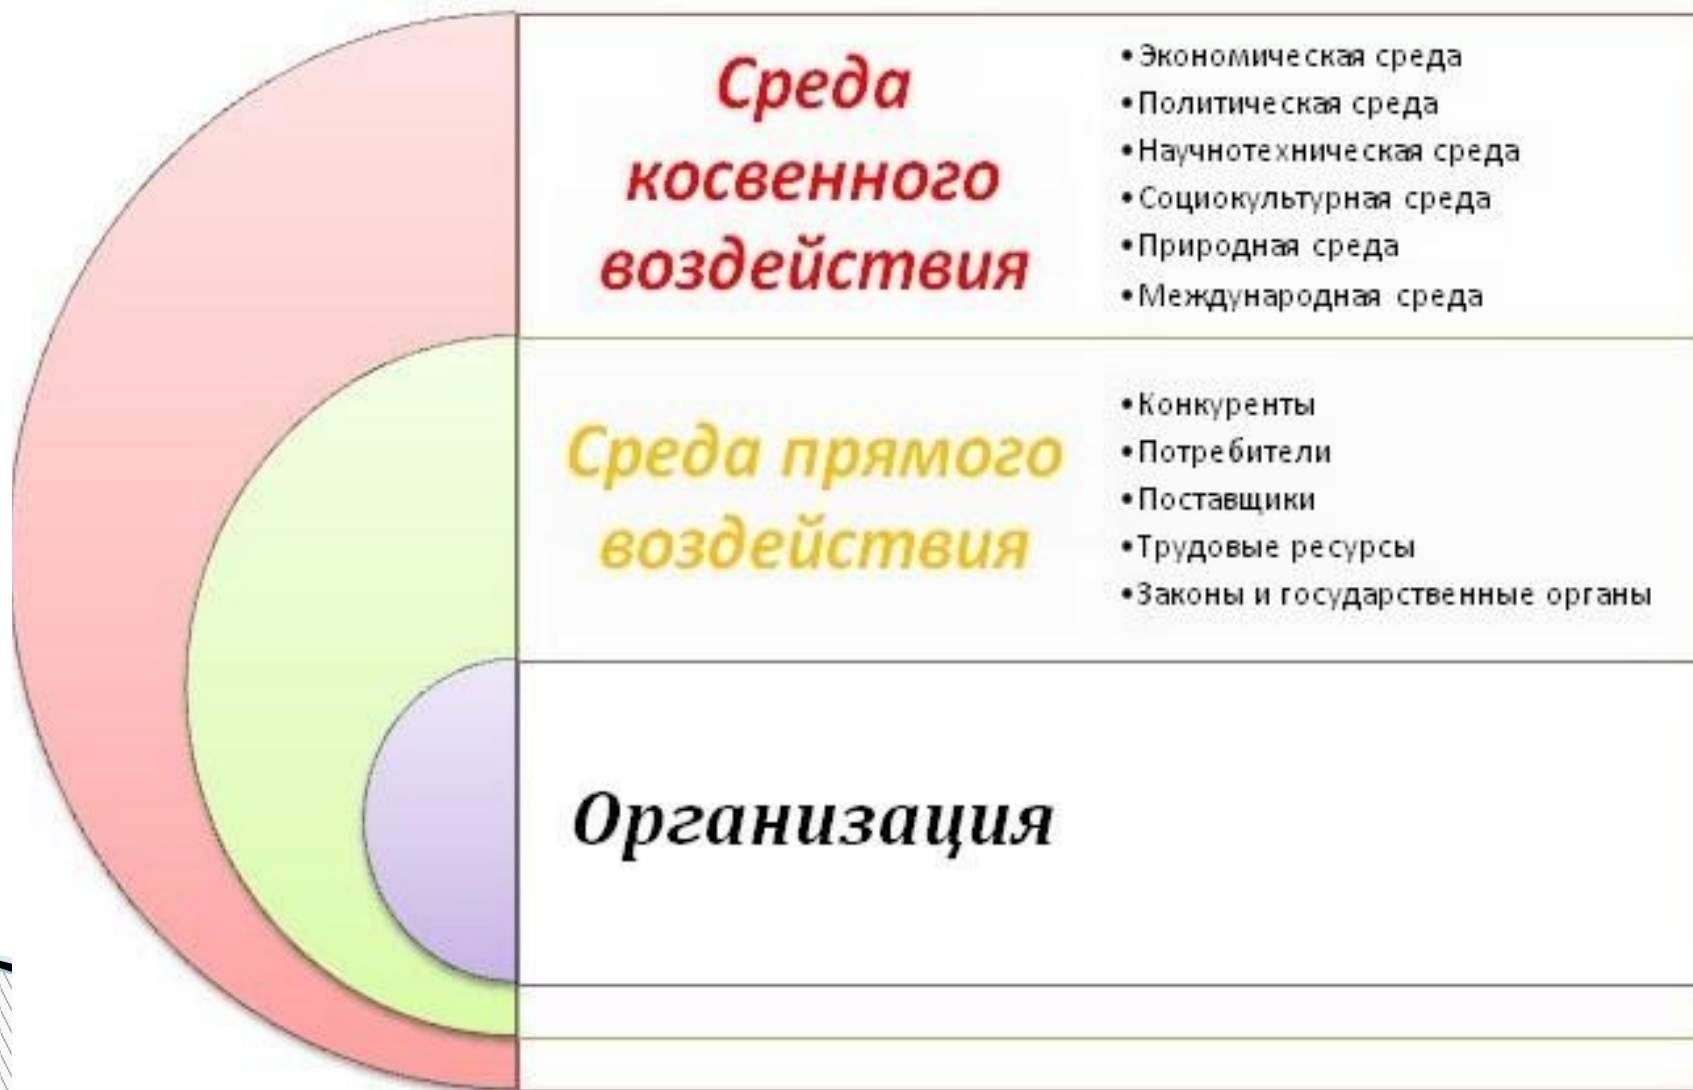 Среда
косвенного
воздействия
•Экономическая среда
•Политическая среда
•Научнотехническая среда
•Социокультурная среда
•Природная среда
•Международная среда
Среда прямого
воздействия
•Конкуренты
•Потребители
•Поставщики
•Трудовые ресурсы
•Законы и государственные органы
Организация